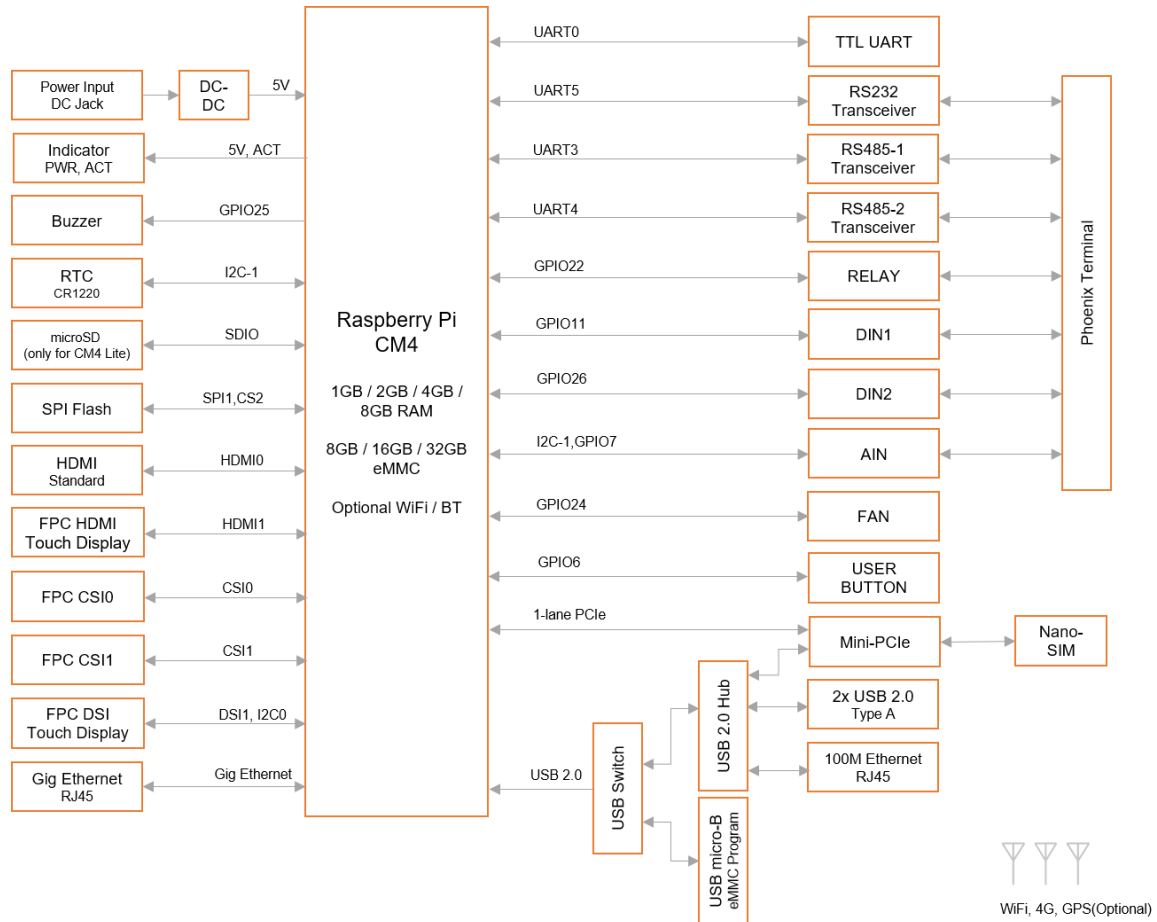 Power Input
DC Jack
DC-
DC
5V
Indicator
PWR, ACT
5V, ACT
Buzzer
GPIO25
RTC
CR1220
I2C-1
microSD
(only for CM4 Lite)
SDIO
SPI Flash
SPI1,CS2
HDMI
Standard
HDMI0
FPC HDMI
Touch Display
HDMI1
FPC CSI0
CSI0
FPC CSI1
CSI1
FPC DSI
Touch Display
DSI1, I2C0
Gig Ethernet
RJ45
Gig Ethernet
Raspberry Pi
CM4
1GB / 2GB / 4GB /
8GB RAM
8GB / 16GB / 32GB
eMMC
Optional WiFi / BT
UART0
TTL UART
UART5
RS232
Transceiver
UART3
RS485-1
Transceiver
UART4
RS485-2
Transceiver
GPIO22
RELAY
GPIO11
DIN1
GPIO26
DIN2
I2C-1,GPIO7
AIN
Phoenix Terminal
GPIO24
FAN
GPIO6
USER
BUTTON
1-lane PCIe
Mini-PCIe
Nano-
SIM
USB 2.0
USB Switch
USB 2.0 Hub
2x USB 2.0
Type A
100M Ethernet
RJ45
USB micro-B
eMMC Program
WiFi, 4G, GPS(Optional)